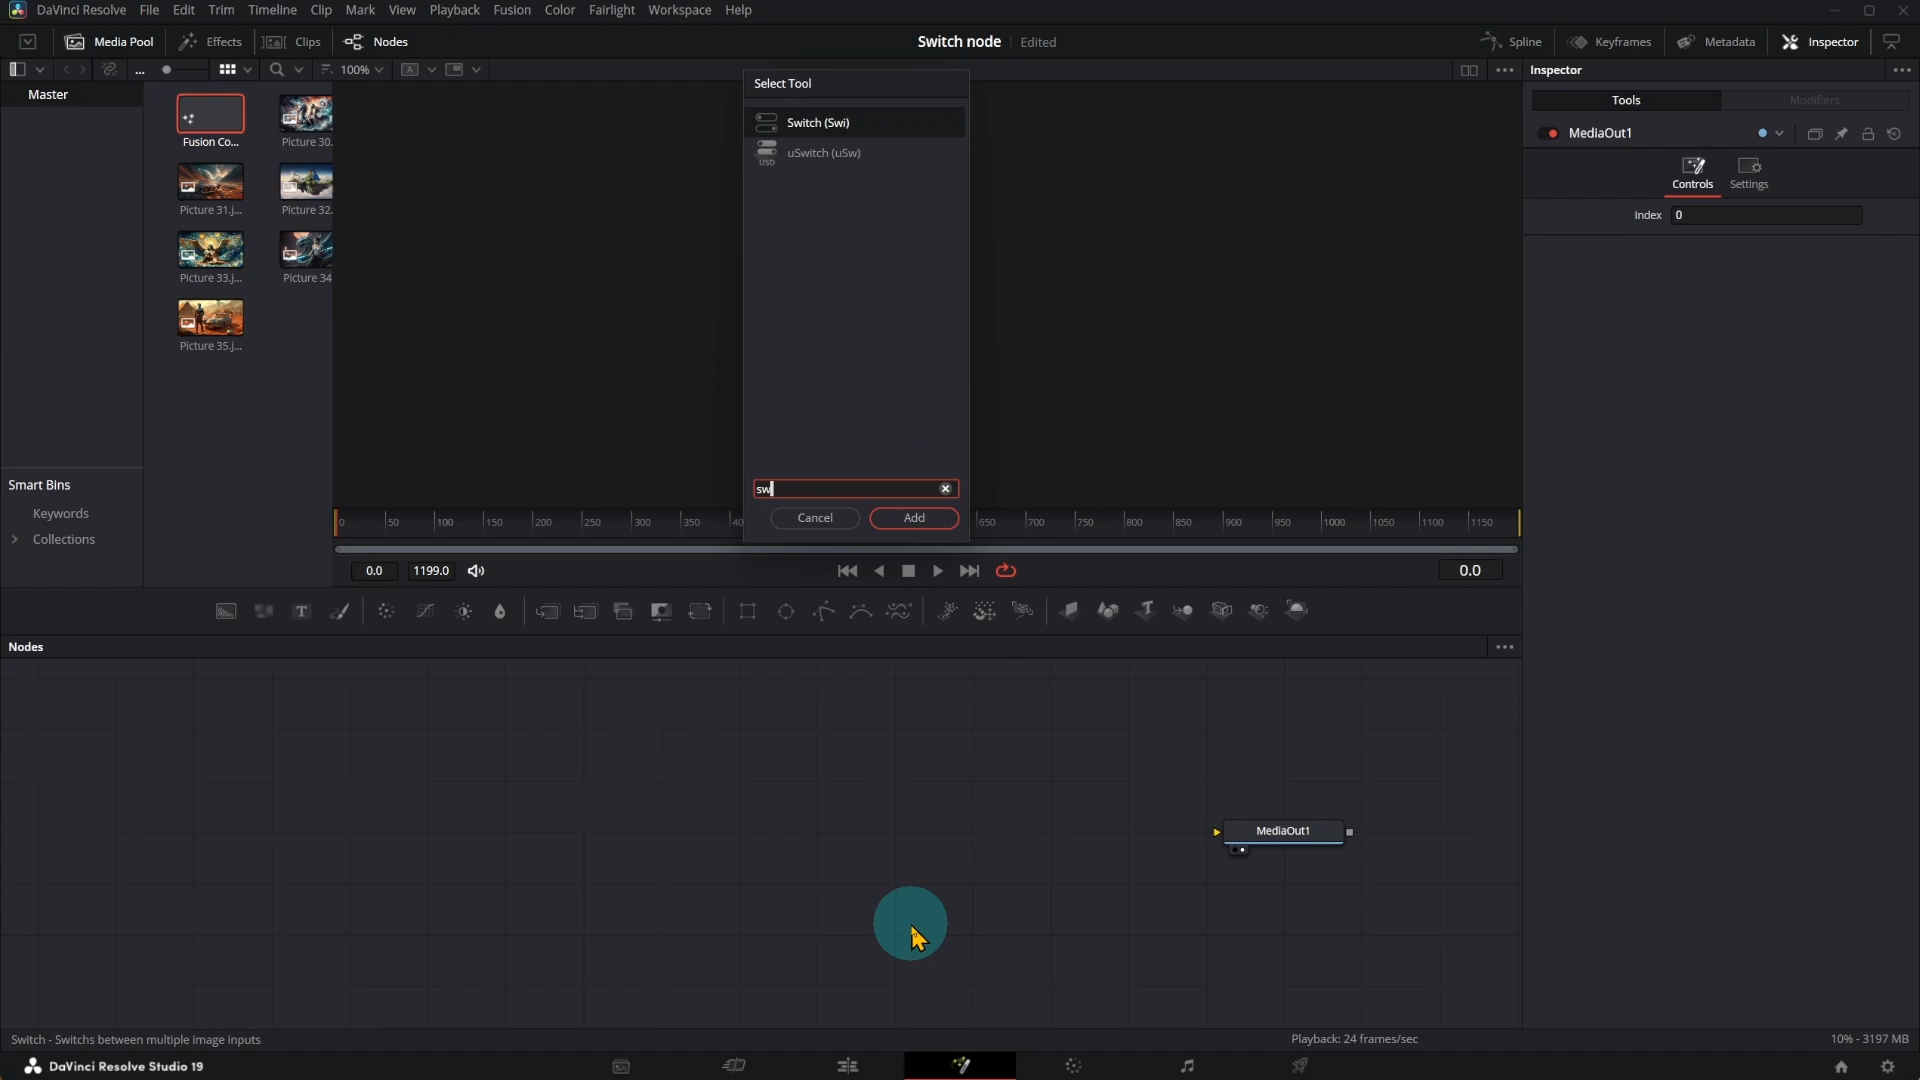 DaVinci Resolve File Edit Trim Timeline Clip Mark View Playback Fusion Color Fairlight Workspace Help
Media Pool Effects Clips Nodes Switch node Edited Spline Keyframes Metadata Inspector
... 100% A Inspector
Master
Select Tool
Tools Modifiers
Fusion Co... Picture 30.
Switch (Swi)
MediaOut1
USD uSwitch (uSw)
Controls Settings
Picture 31.j... Picture 32.
Index 0
Picture 33.j... Picture 34
Picture 35.j...
Smart Bins
sw
Keywords
Cancel Add
0 50 100 150 200 250 300 350 40 650 700 750 800 850 900 950 1000 1050 1100 1150
Collections
0.0 1199.0 0.0
Nodes
MediaOut1
Switch - Switchs between multiple image inputs Playback: 24 frames/sec 10% - 3197 MB
DaVinci Resolve Studio 19